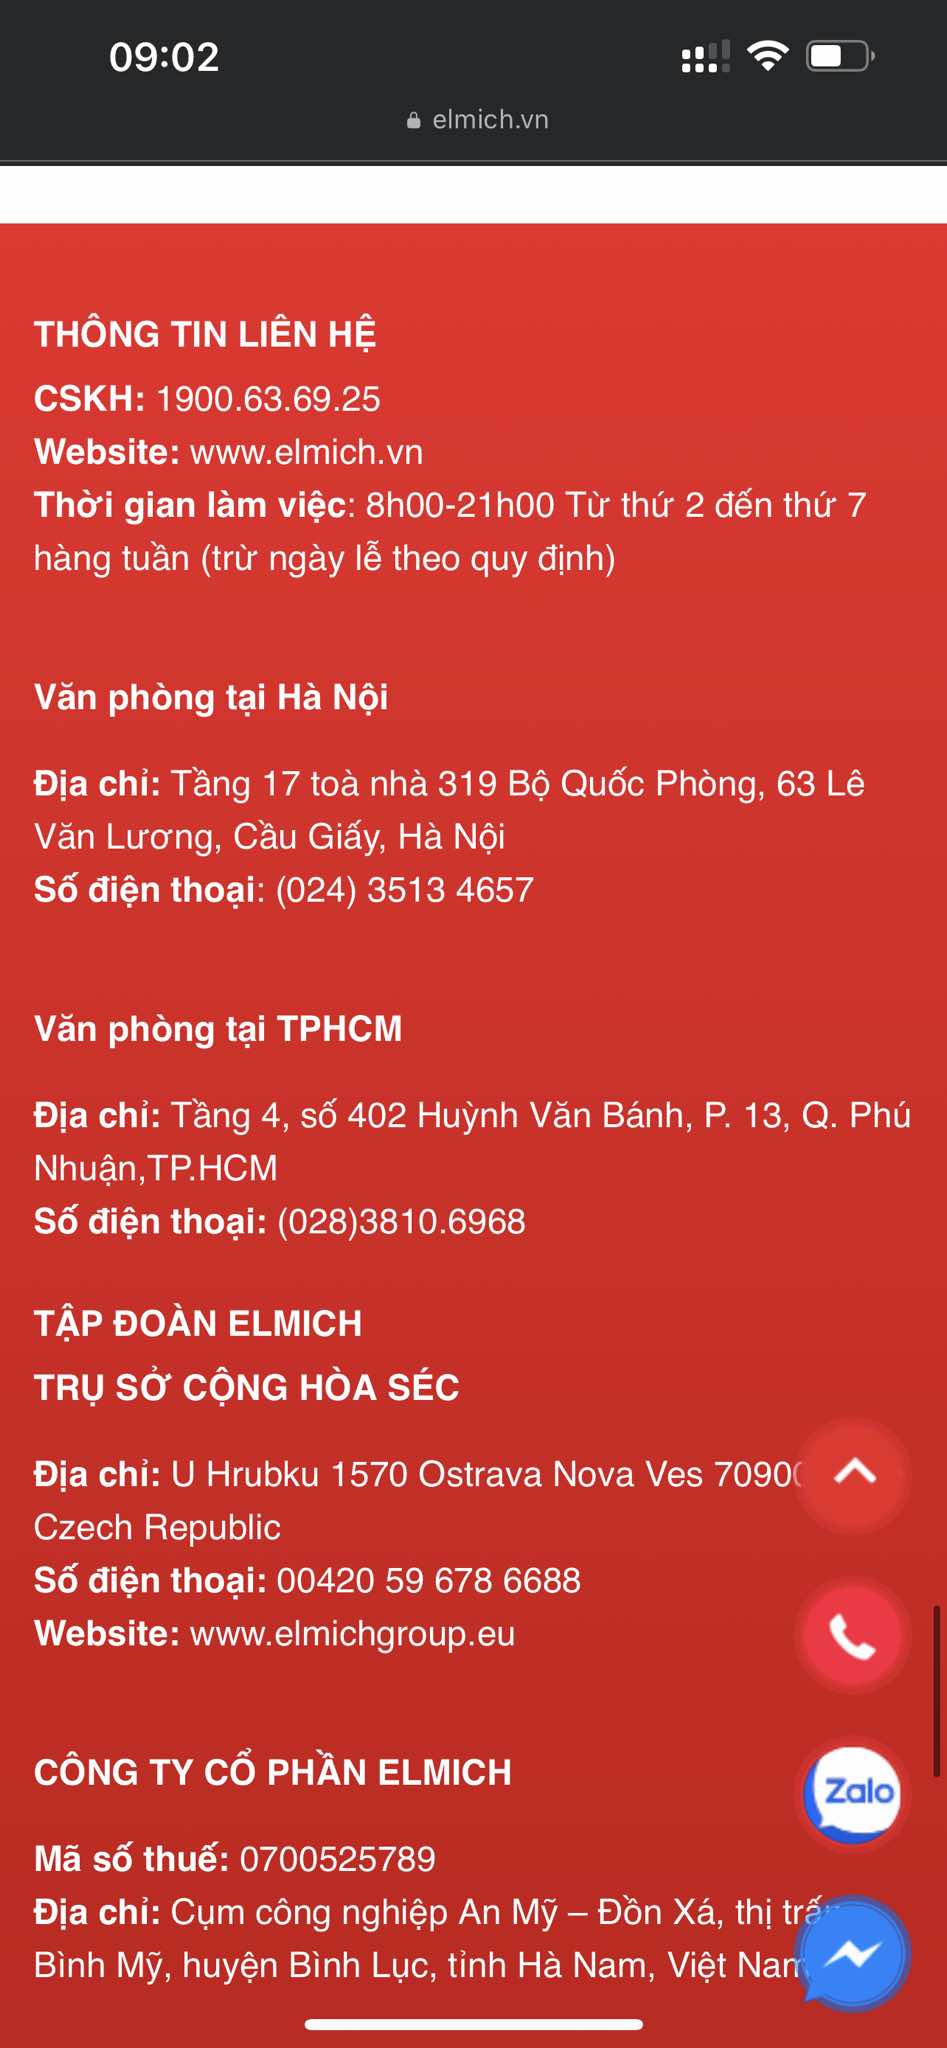 09:02
elmich.vn
THÔNG TIN LIÊN HỆ
CSKH: 1900.63.69.25
Website: www.elmich.vn
Thời gian làm việc: 8h00-21h00 Từ thứ 2 đến thứ 7
hàng tuần (trừ ngày lễ theo quy định)
Văn phòng tại Hà Nội
Địa chỉ: Tầng 17 toà nhà 319 Bộ Quốc Phòng, 63 Lê
Văn Lương, Cầu Giấy, Hà Nội
Số điện thoại: (024) 3513 4657
Văn phòng tại TPHCM
Địa chỉ: Tầng 4, số 402 Huỳnh Văn Bánh, P. 13, Q. Phú
Nhuận,TP.HCM
Số điện thoại: (028)3810.6968
TẬP ĐOÀN ELMICH
TRỤ SỞ CỘNG HÒA SÉC
Địa chỉ: U Hrubku 1570 Ostrava Nova Ves 70900
Czech Republic
Số điện thoại: 00420 59 678 6688
Website: www.elmichgroup.eu
CÔNG TY CỔ PHẦN ELMICH
Zalo
Mã số thuế: 0700525789
Địa chỉ: Cụm công nghiệp An Mỹ – Đồn Xá, thị
Bình Mỹ, huyện Bình Lục, tỉnh Hà Nam, Việt Nam